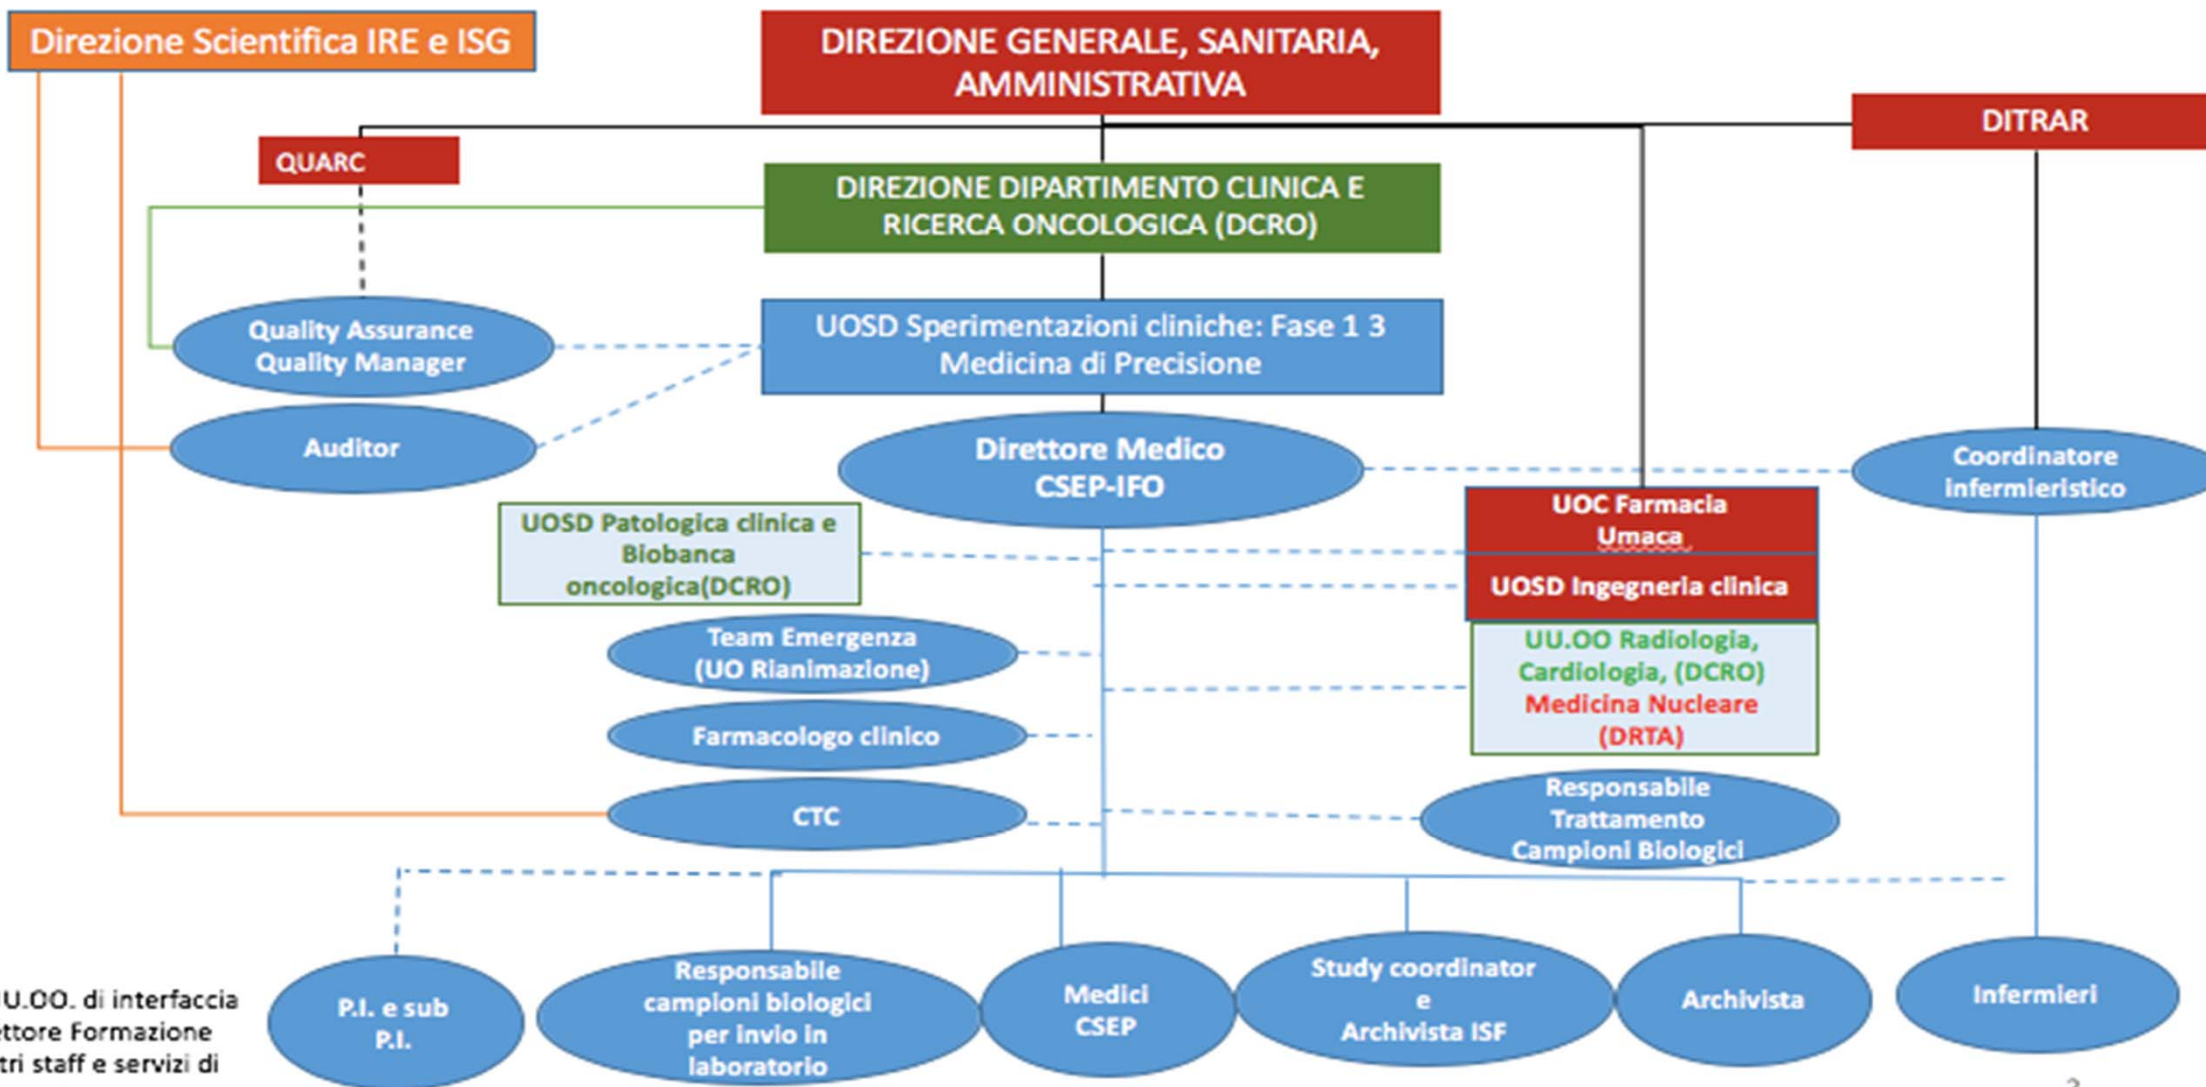 Direzione Scientifica IRE e ISG
DIREZIONE GENERALE, SANITARIA,
AMMINISTRATIVA
DITRAR
QUARC
DIREZIONE DIPARTIMENTO CLINICA E
RICERCA ONCOLOGICA (DCRO)
Quality Assurance
Quality Manager
UOSD Sperimentazioni cliniche: Fase 1 3
Medicina di Precisione
Auditor
Direttore Medico
CSEP-IFO
Coordinatore
infermieristico
UOSD Patologica clinica e
Biobanca
oncologica(DCRO)
UOC Farmacia
Umaca
UOSD Ingegneria clinica
Team Emergenza
(UO Rianimazione)
UU.OO Radiologia,
Cardiologia, (DCRO)
Medicina Nucleare
(DRTA)
Farmacologo clinico
CTC
Responsabile
Trattamento
Campioni Biologici
U.OO. di interfaccia
ettore Formazione
tri staff e servizi di
P.I. e sub
P.I.
Responsabile
campioni biologici
per invio in
laboratorio
Medici
CSEP
Study coordinator
e
Archivista ISF
Archivista
Infermieri